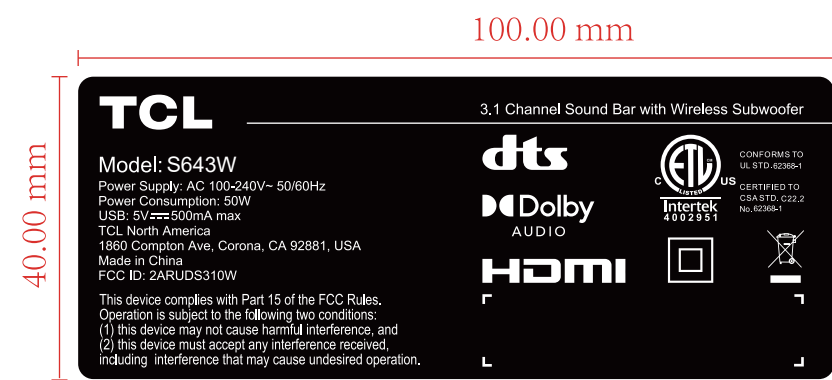 100.00 mm
40.00 mm
TCL
3.1 Channel Sound Bar with Wireless Subwoofer
Model: S643W
Power Supply: AC 100-240V~ 50/60Hz
Power Consumption: 50W
USB: 5V⎓500mA max
TCL North America
1860 Compton Ave, Corona, CA 92881, USA
Made in China
FCC ID: 2ARUDS310W
This device complies with Part 15 of the FCC Rules.
Operation is subject to the following two conditions:
(1) this device may not cause harmful interference, and
(2) this device must accept any interference received,
including interference that may cause undesired operation.
dts
Dolby
AUDIO
HDMI
ETL
LISTED
C US
Intertek
4002951
CONFORMS TO
UL STD.62368-1
CERTIFIED TO
CSA STD. C22.2
No.62368-1